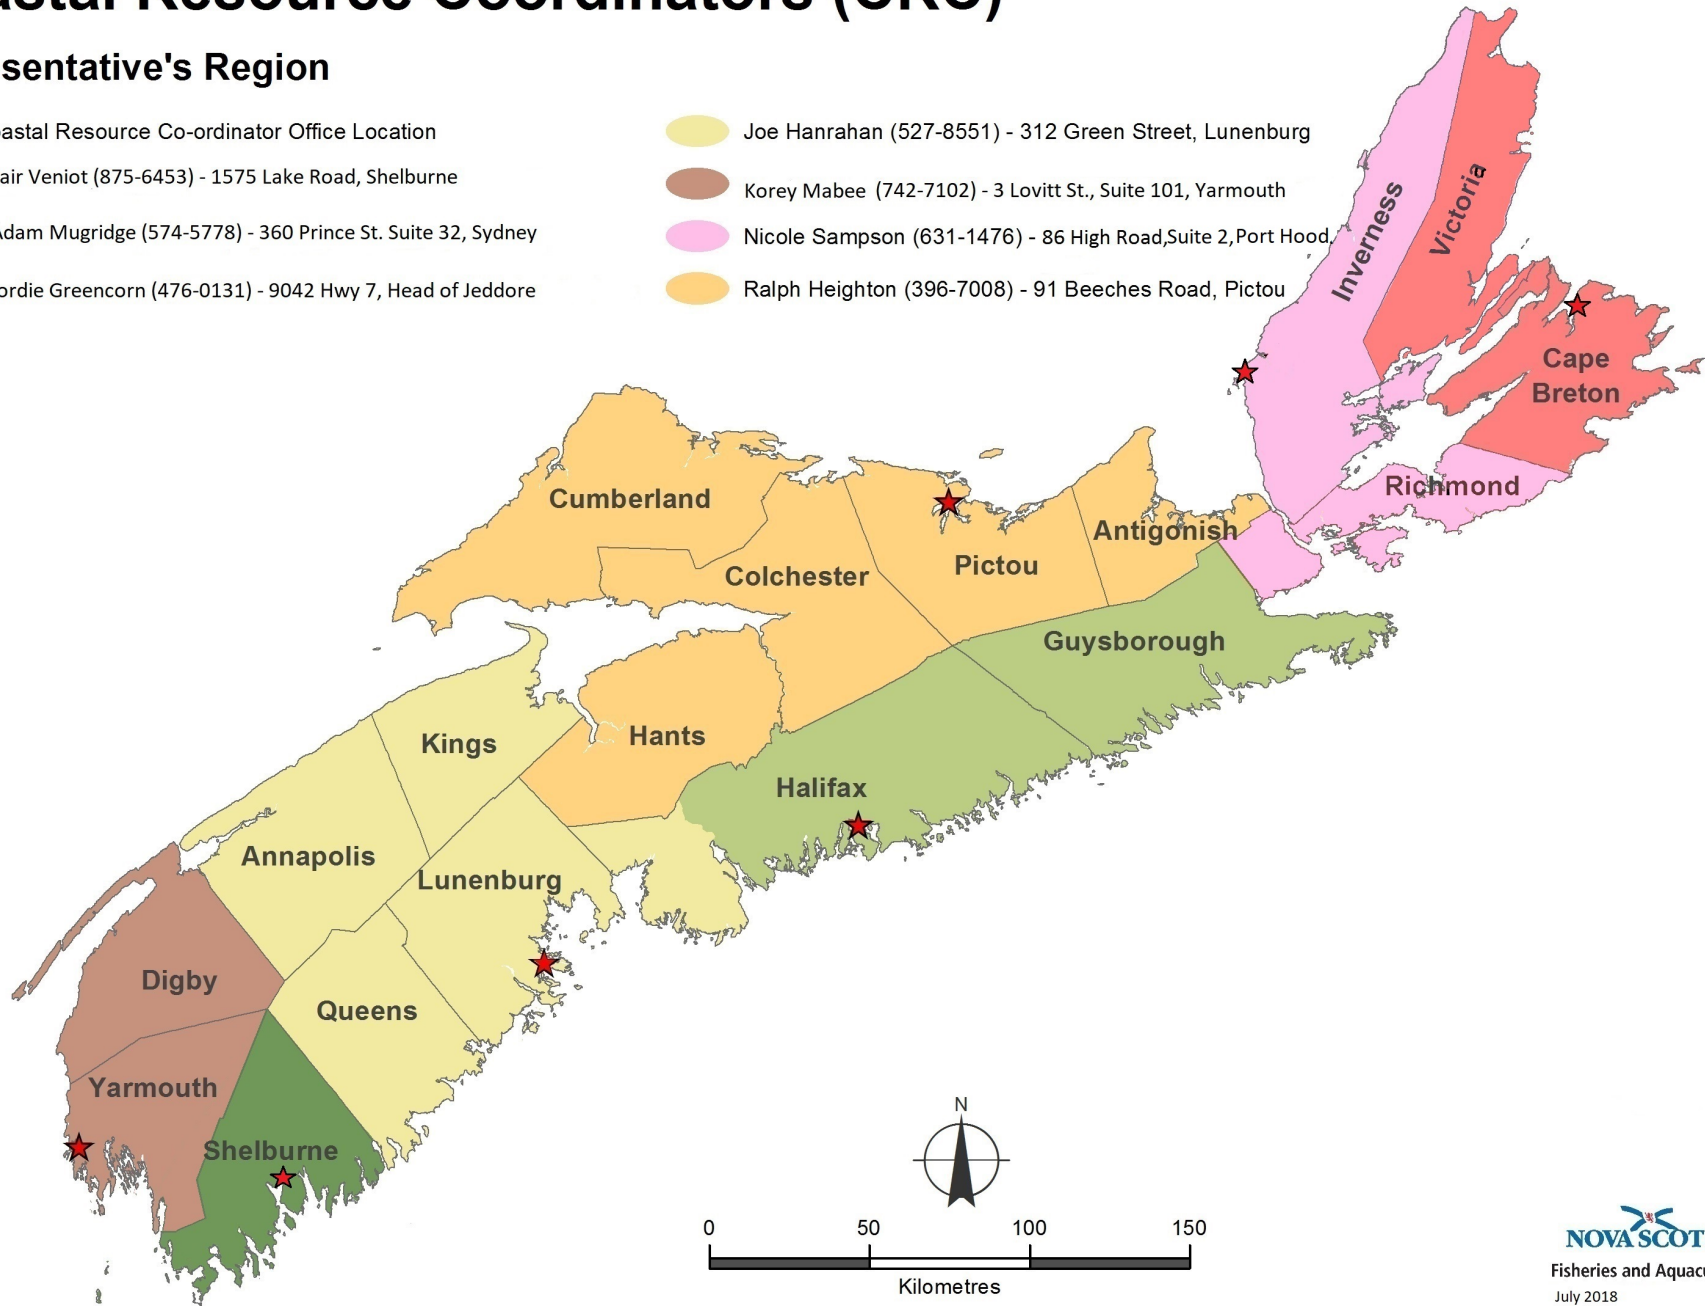 astal Resource Coordinators (CRC)
sentative's Region
astal Resource Co-ordinator Office Location
air Veniot (875-6453) - 1575 Lake Road, Shelburne
Adam Mugridge (574-5778) - 360 Prince St. Suite 32, Sydney
ordie Greencorn (476-0131) - 9042 Hwy 7, Head of Jeddore
Joe Hanrahan (527-8551) - 312 Green Street, Lunenburg
Korey Mabee (742-7102) - 3 Lovitt St., Suite 101, Yarmouth
Nicole Sampson (631-1476) - 86 High Road,Suite 2,Port Hood,
Ralph Heighton (396-7008) - 91 Beeches Road, Pictou
Inverness
Victoria
Cape
Breton
Richmond
Cumberland
Colchester
Pictou
Antigonish
Guysborough
Hants
Kings
Halifax
Annapolis
Lunenburg
Digby
Queens
Yarmouth
Shelburne
N
0 50 100 150
Kilometres
NOVA SCOT
Fisheries and Aquacu
July 2018